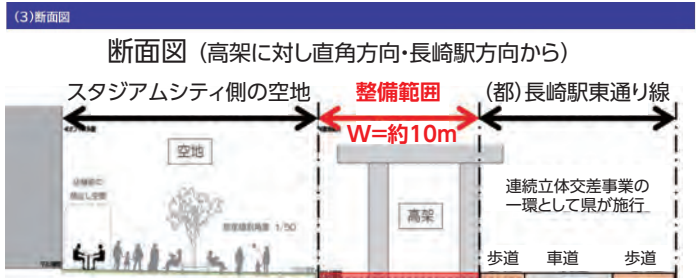 (3)断面図
断面図(高架に対し直角方向・長崎駅方向から)
スタジアムシティ側の空地
整備範囲
(都)長崎駅東通り線
W=約10m
空地
高架
連続立体交差事業の
一環として県が施行
1/50
歩道
車道
歩道